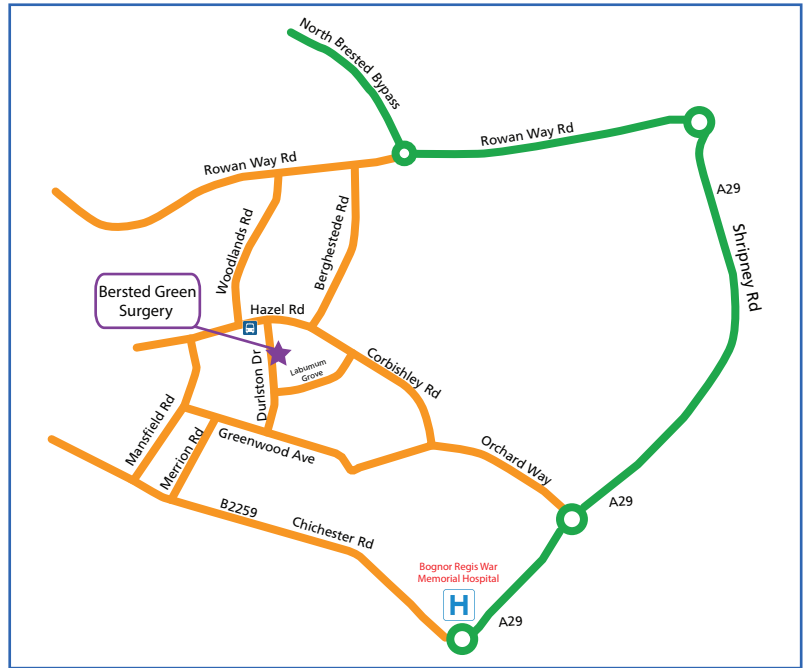 North Brested Bypass
Rowan Way Rd
Rowan Way Rd
A29
Shripney Rd
Woodlands Rd
Berghestede Rd
Bersted Green
Surgery
Hazel Rd
Labumum
Grove
Corbishley Rd
Durlston Dr
Mansfield Rd
Merrion Rd
Greenwood Ave
Orchard Way
A29
B2259
Chichester Rd
Bognor Regis War
Memorial Hospital
H
A29